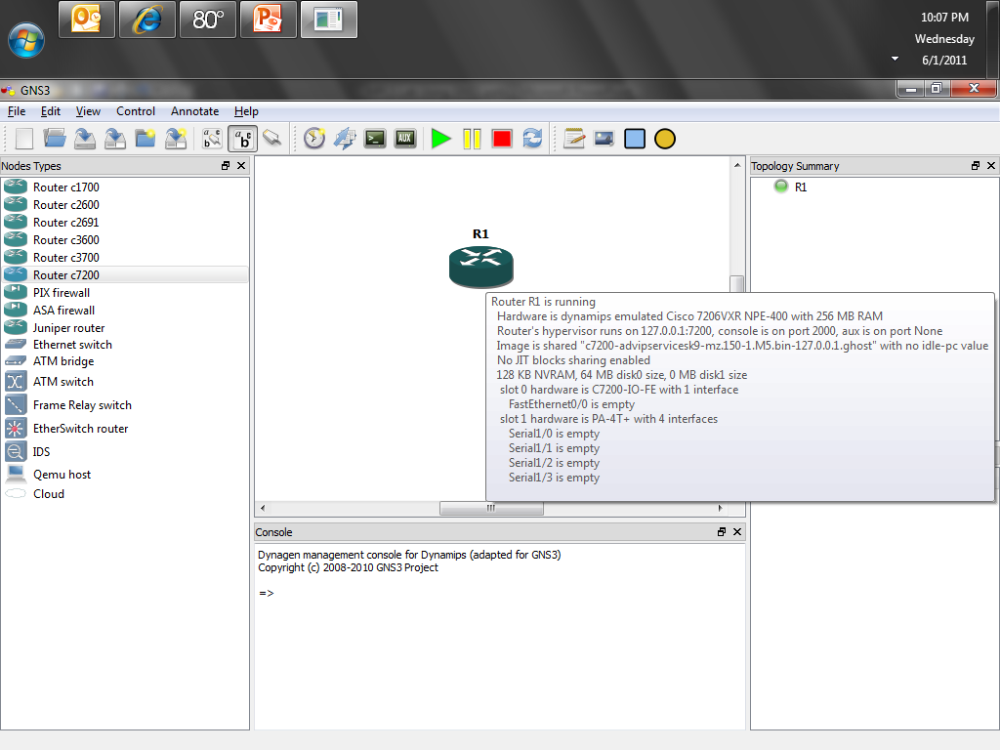 80°
10:07 PM
Wednesday
6/1/2011
GNS3
File Edit View Control Annotate Help
AUX
Nodes Types
Router c1700
Router c2600
Router c2691
Router c3600
Router c3700
Router c7200
PIX firewall
ASA firewall
Juniper router
Ethernet switch
ATM bridge
ATM switch
Frame Relay switch
EtherSwitch router
IDS
Qemu host
Cloud
R1
Router R1 is running
Hardware is dynamips emulated Cisco 7206VXR NPE-400 with 256 MB RAM
Router's hypervisor runs on 127.0.0.1:7200, console is on port 2000, aux is on port None
Image is shared "c7200-advipservicesk9-mz.150-1.M5.bin-127.0.0.1.ghost" with no idle-pc value
No JIT blocks sharing enabled
128 KB NVRAM, 64 MB disk0 size, 0 MB disk1 size
slot 0 hardware is C7200-IO-FE with 1 interface
FastEthernet0/0 is empty
slot 1 hardware is PA-4T+ with 4 interfaces
Serial1/0 is empty
Serial1/1 is empty
Serial1/2 is empty
Serial1/3 is empty
Console
Dynagen management console for Dynamips (adapted for GNS3)
Copyright (c) 2008-2010 GNS3 Project
=>
Topology Summary
R1